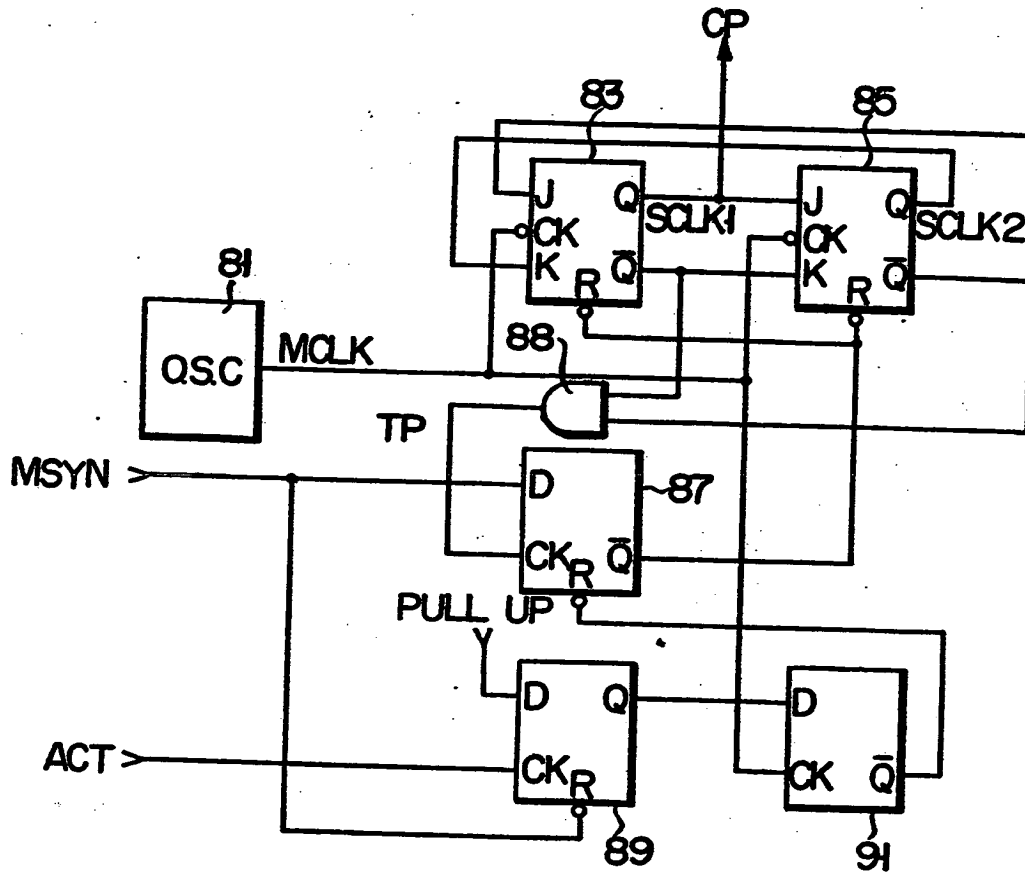 CP
83
85
J
Q
SCLK1
CK
K
Q̅
R
J
Q
SCLK2
CK
K
Q̅
R
81
O.S.C
MCLK
88
TP
MSYN
D
87
CK
R
Q̅
PULL UP
D
Q
D
ACT
CK
R
CK
Q̅
89
91